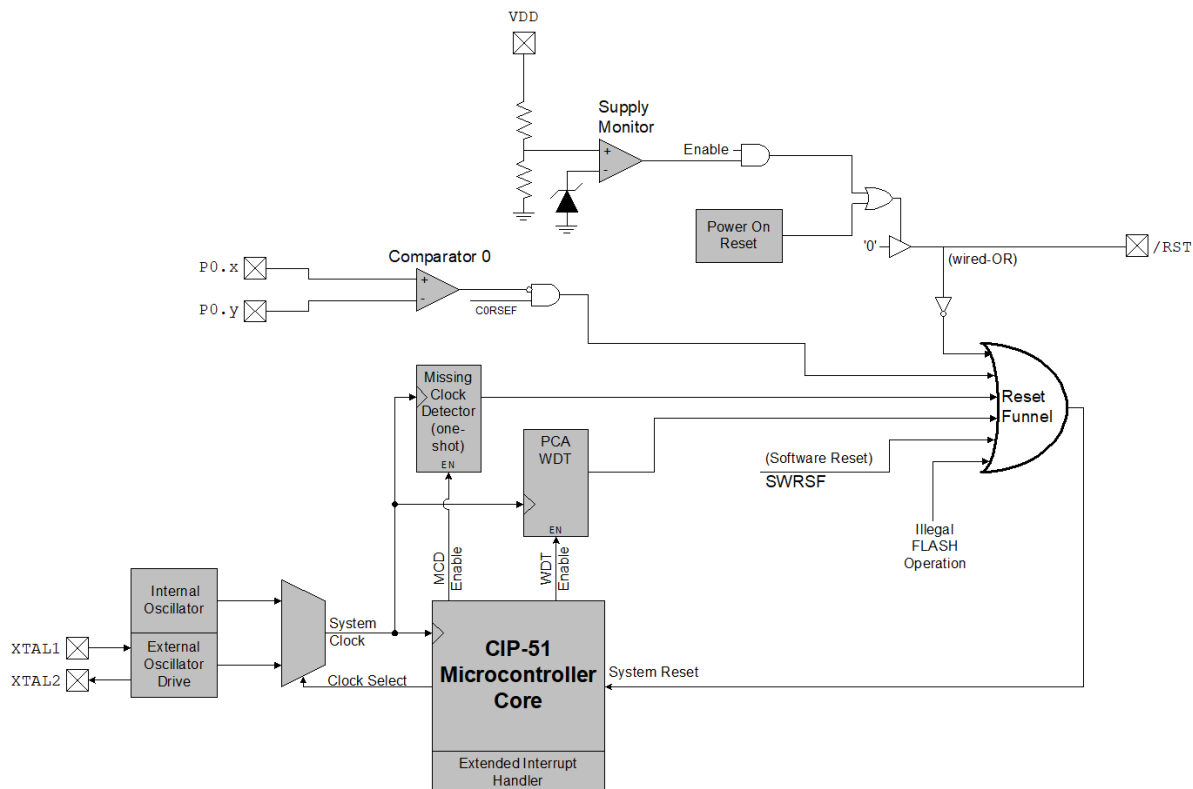 VDD
Supply
Monitor
+
-
Enable
Power On
Reset
'0'
/RST
(wired-OR)
Comparator 0
P0.x
P0.y
+
-
C0RSEF
Missing
Clock
Detector
(one-
shot)
EN
PCA
WDT
EN
Reset
Funnel
(Software Reset)
SWRSF
Illegal
FLASH
Operation
MCD
Enable
WDT
Enable
Internal
Oscillator
External
Oscillator
Drive
XTAL1
XTAL2
System
Clock
Clock Select
CIP-51
Microcontroller
Core
System Reset
Extended Interrupt
Handler